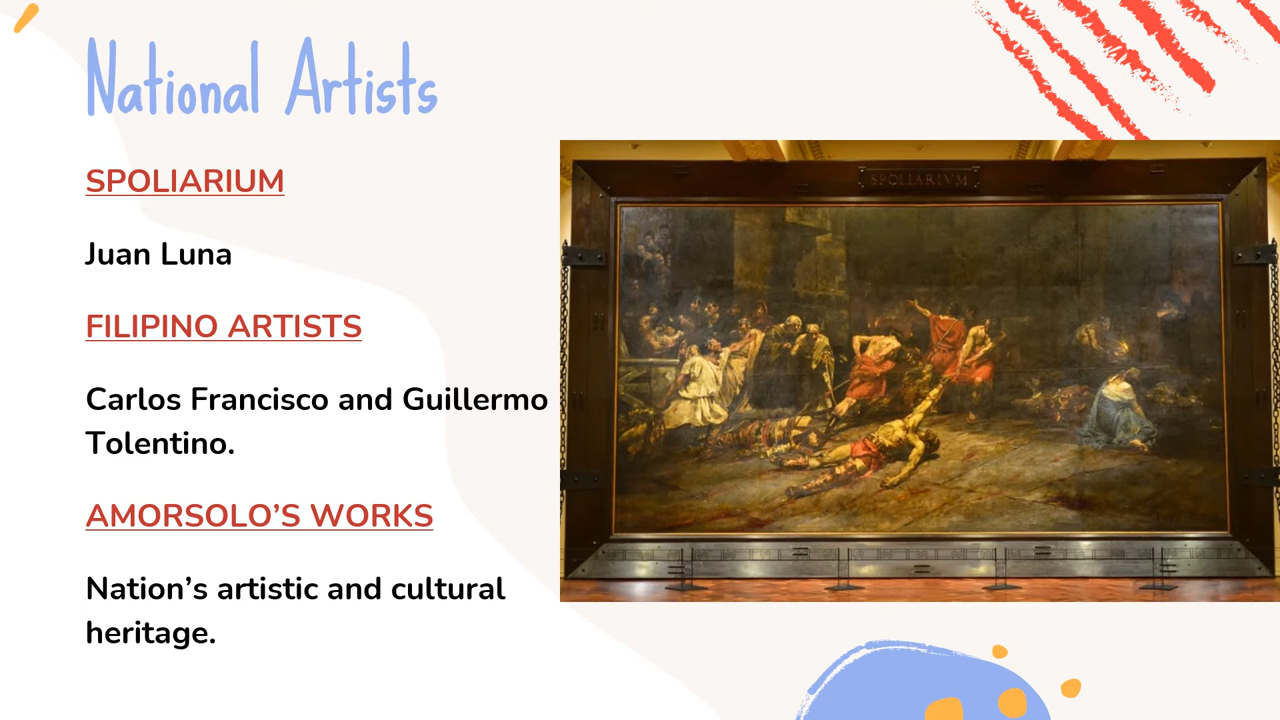 National Artists
SPOLIARIUM
Juan Luna
FILIPINO ARTISTS
Carlos Francisco and Guillermo
Tolentino.
AMORSOLO’S WORKS
Nation’s artistic and cultural
heritage.
SPOLIARIVM